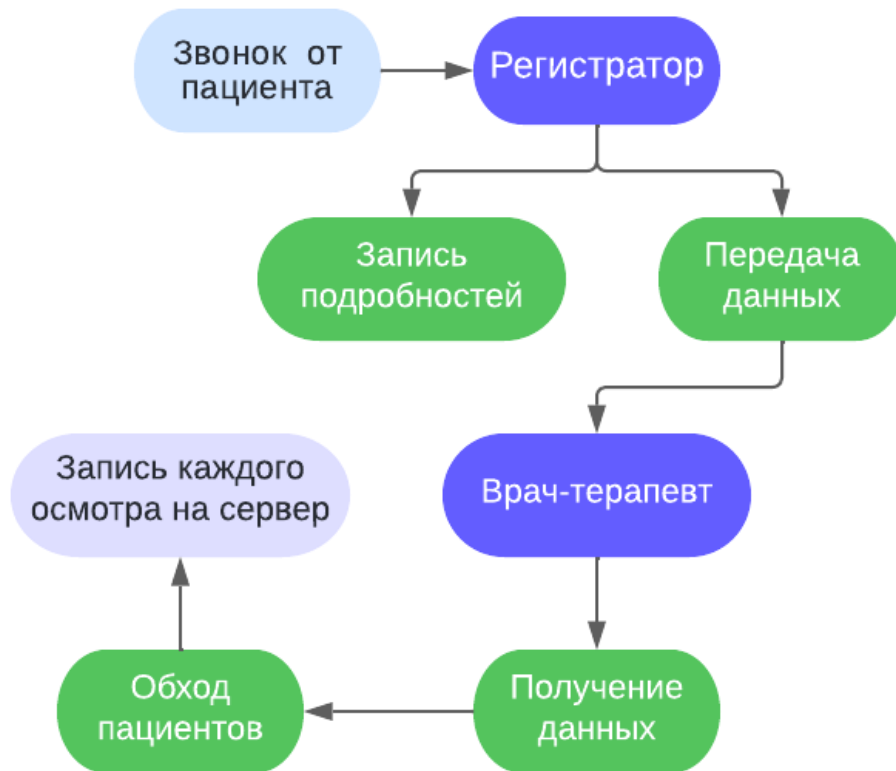 Звонок от
пациента
Регистратор
Запись
подробностей
Передача
данных
Запись каждого
осмотра на сервер
Врач-терапевт
Обход
пациентов
Получение
данных